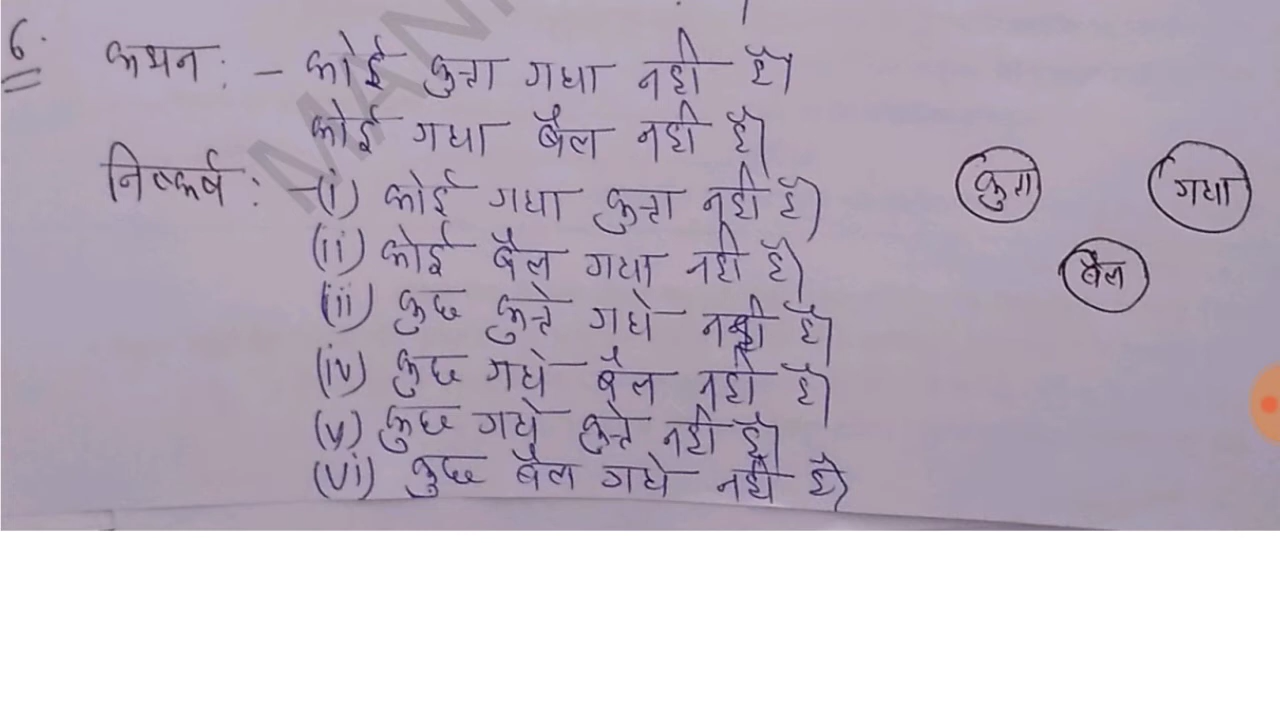 6. कथन: - कोई कुत्ता गधा नही है।
कोई गधा बैल नही है।
निष्कर्ष: -(i) कोई गधा कुत्ता नही है।
(ii) कोई बैल गधा नही है।
(iii) कुछ कुत्ते गधे नही है।
(iv) कुछ गधे बैल नही है।
(v) कुछ गधे कुत्ते नही है।
(vi) कुछ बैल गधे नही है।
कुत्ता
गधा
बैल